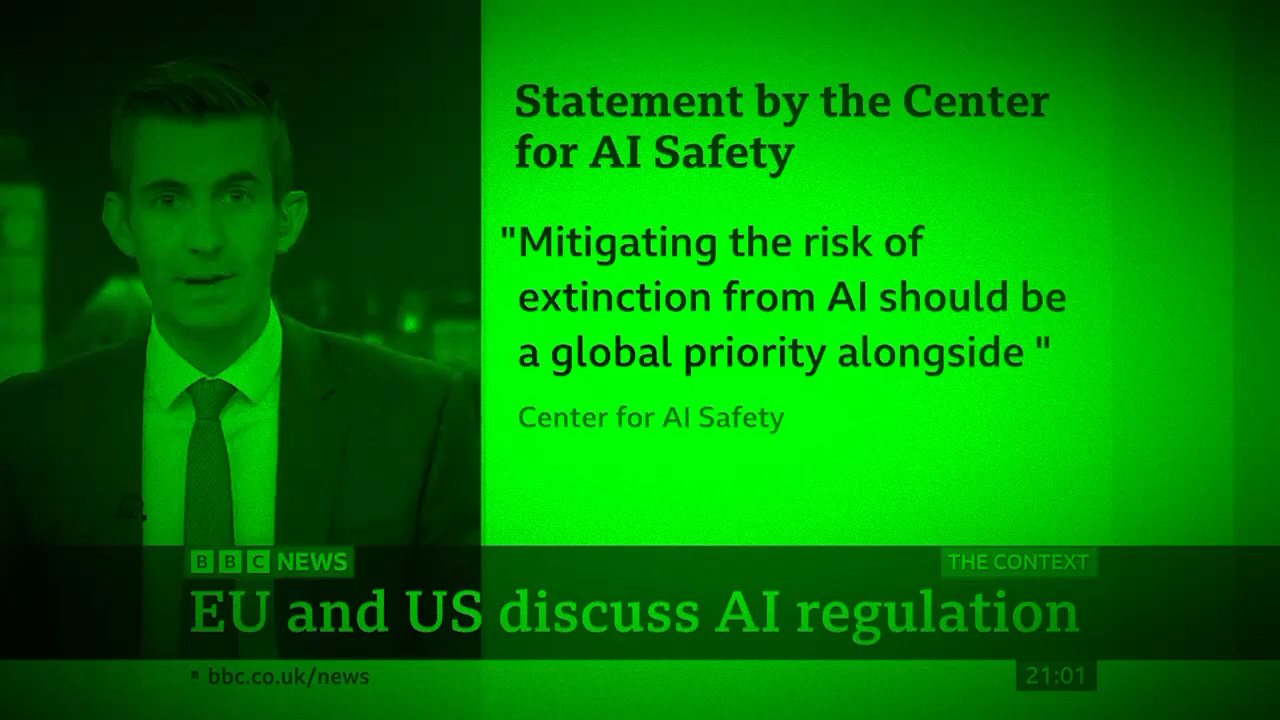 Statement by the Center
for AI Safety
"Mitigating the risk of
extinction from AI should be
a global priority alongside "
Center for AI Safety
BBC NEWS
THE CONTEXT
EU and US discuss AI regulation
bbc.co.uk/news
21:01